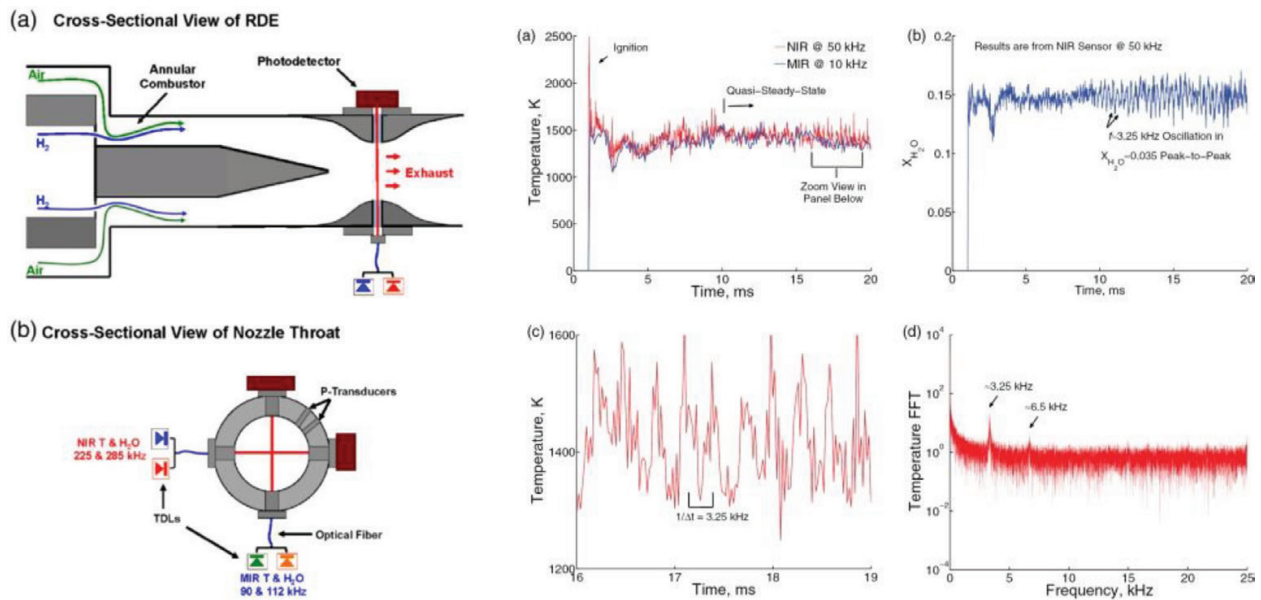 (a) Cross-Sectional View of RDE
Air
Annular
Combustor
Photodetector
H2
H2
Exhaust
Air
(b) Cross-Sectional View of Nozzle Throat
P-Transducers
NIR T & H2O
225 & 285 kHz
TDLs
Optical Fiber
MIR T & H2O
90 & 112 kHz
(a)
2500
2000
1500
1000
500
0
0
5
10
15
20
Temperature, K
Time, ms
Ignition
NIR @ 50 kHz
MIR @ 10 kHz
Quasi-Steady-State
Zoom View in
Panel Below
(b)
0.2
0.15
0.1
0.05
0
0
5
10
15
20
XH2O
Time, ms
Results are from NIR Sensor @ 50 kHz
f~3.25 kHz Oscillation in
XH2O~0.035 Peak-to-Peak
(c)
1600
1400
1200
16
17
18
19
Temperature, K
Time, ms
1/Δt = 3.25 kHz
(d)
10^4
10^2
10^0
10^-2
10^-4
0
5
10
15
20
25
Temperature FFT
Frequency, kHz
≈3.25 kHz
≈6.5 kHz